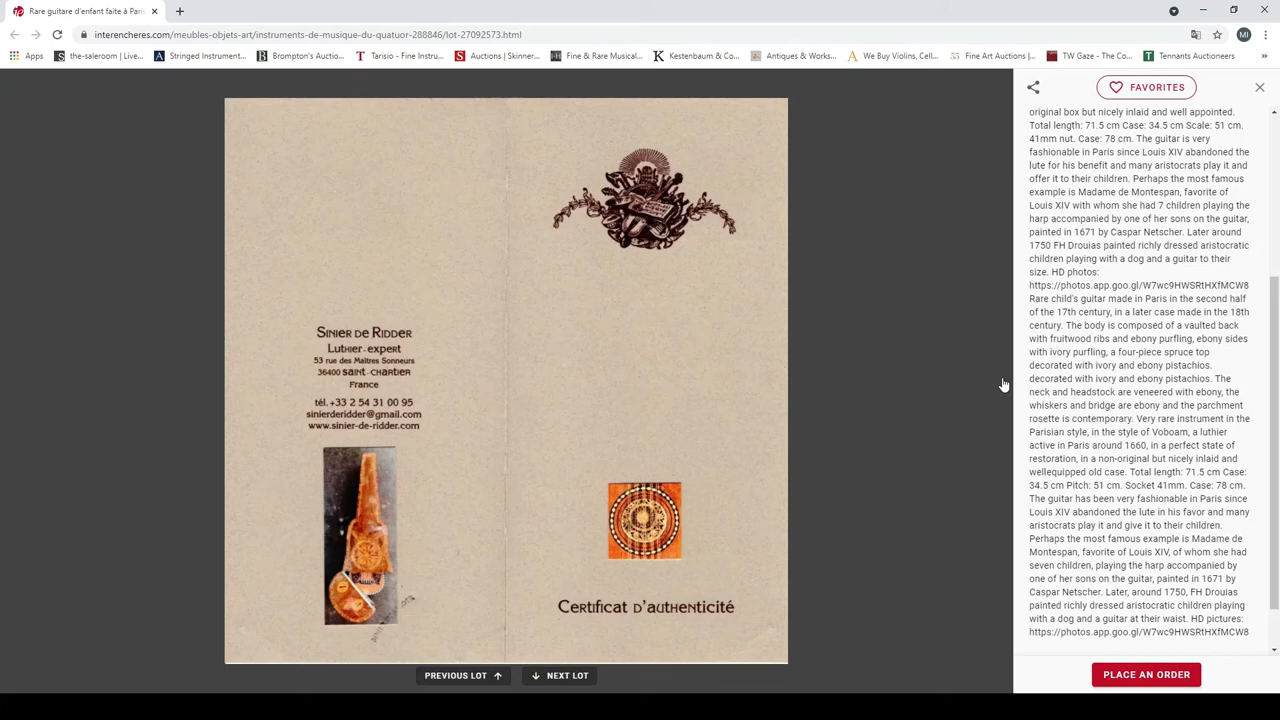 Rare guitare d'enfant faite à Pari
interencheres.com/meubles-objets-art/instruments-de-musique-du-quatuor-288846/lot-27092573.html
MI
Apps
the-saleroom | Live...
Stringed Instrument...
Brompton's Auction...
Tarisio - Fine Instru...
Auctions | Skinner...
Fine & Rare Musical...
Kestenbaum & Co...
Antiques & Works...
We Buy Violins, Cell...
Fine Art Auctions |...
TW Gaze - The Co...
Tennants Auctioneers
FAVORITES
SINIER DE RIDDER
Luthier-expert
53 rue des Maîtres Sonneurs
36400 SAINT-CHARTIER
France
tél.+33 2 54 31 00 95
sinierderidder@gmail.com
www.sinier-de-ridder.com
Certificat D'authenticité
original box but nicely inlaid and well appointed.
Total length: 71.5 cm Case: 34.5 cm Scale: 51 cm.
41mm nut. Case: 78 cm. The guitar is very
fashionable in Paris since Louis XIV abandoned the
lute for his benefit and many aristocrats play it and
offer it to their children. Perhaps the most famous
example is Madame de Montespan, favorite of
Louis XIV with whom she had 7 children playing the
harp accompanied by one of her sons on the guitar,
painted in 1671 by Caspar Netscher. Later around
1750 FH Drouias painted richly dressed aristocratic
children playing with a dog and a guitar to their
size. HD photos:
https://photos.app.goo.gl/W7wc9HWSRtHXfMCW8
Rare child's guitar made in Paris in the second half
of the 17th century, in a later case made in the 18th
century. The body is composed of a vaulted back
with fruitwood ribs and ebony purfling, ebony sides
with ivory purfling, a four-piece spruce top
decorated with ivory and ebony pistachios.
decorated with ivory and ebony pistachios. The
neck and headstock are veneered with ebony, the
whiskers and bridge are ebony and the parchment
rosette is contemporary. Very rare instrument in the
Parisian style, in the style of Voboam, a luthier
active in Paris around 1660, in a perfect state of
restoration, in a non-original but nicely inlaid and
wellequipped old case. Total length: 71.5 cm Case:
34.5 cm Pitch: 51 cm. Socket 41mm. Case: 78 cm.
The guitar has been very fashionable in Paris since
Louis XIV abandoned the lute in his favor and many
aristocrats play it and give it to their children.
Perhaps the most famous example is Madame de
Montespan, favorite of Louis XIV, of whom she had
seven children, playing the harp accompanied by
one of her sons on the guitar, painted in 1671 by
Caspar Netscher. Later, around 1750, FH Drouias
painted richly dressed aristocratic children playing
with a dog and a guitar at their waist. HD pictures:
https://photos.app.goo.gl/W7wc9HWSRtHXfMCW8
PREVIOUS LOT
NEXT LOT
PLACE AN ORDER